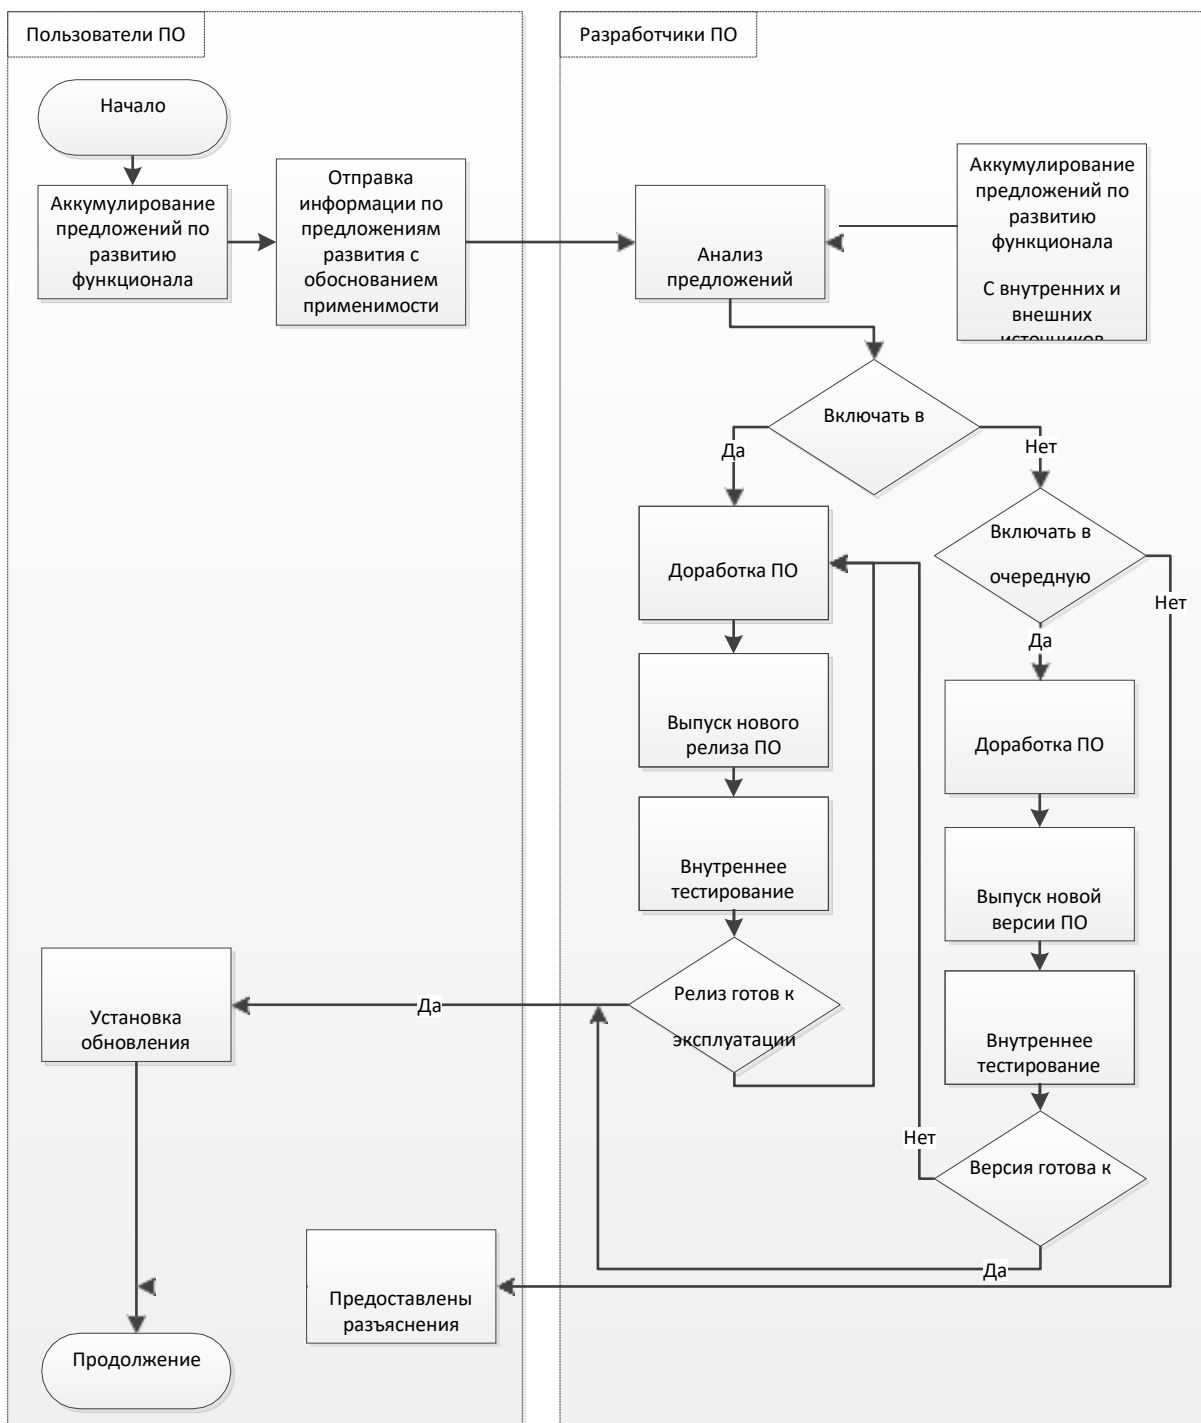 Пользователи ПО
Разработчики ПО
Начало
Аккумулирование
предложений по
развитию
функционала
Отправка
информации по
предложениям
развития с
обоснованием
применимости
Анализ
предложений
Аккумулирование
предложений по
развитию
функционала
С внутренних и
внешних
источников
Включать в
Да
Нет
Включать в
очередную
Нет
Да
Доработка ПО
Выпуск нового
релиза ПО
Внутреннее
тестирование
Релиз готов к
эксплуатации
Да
Доработка ПО
Выпуск новой
версии ПО
Внутреннее
тестирование
Нет
Версия готова к
Да
Установка
обновления
Предоставлены
разъяснения
Продолжение